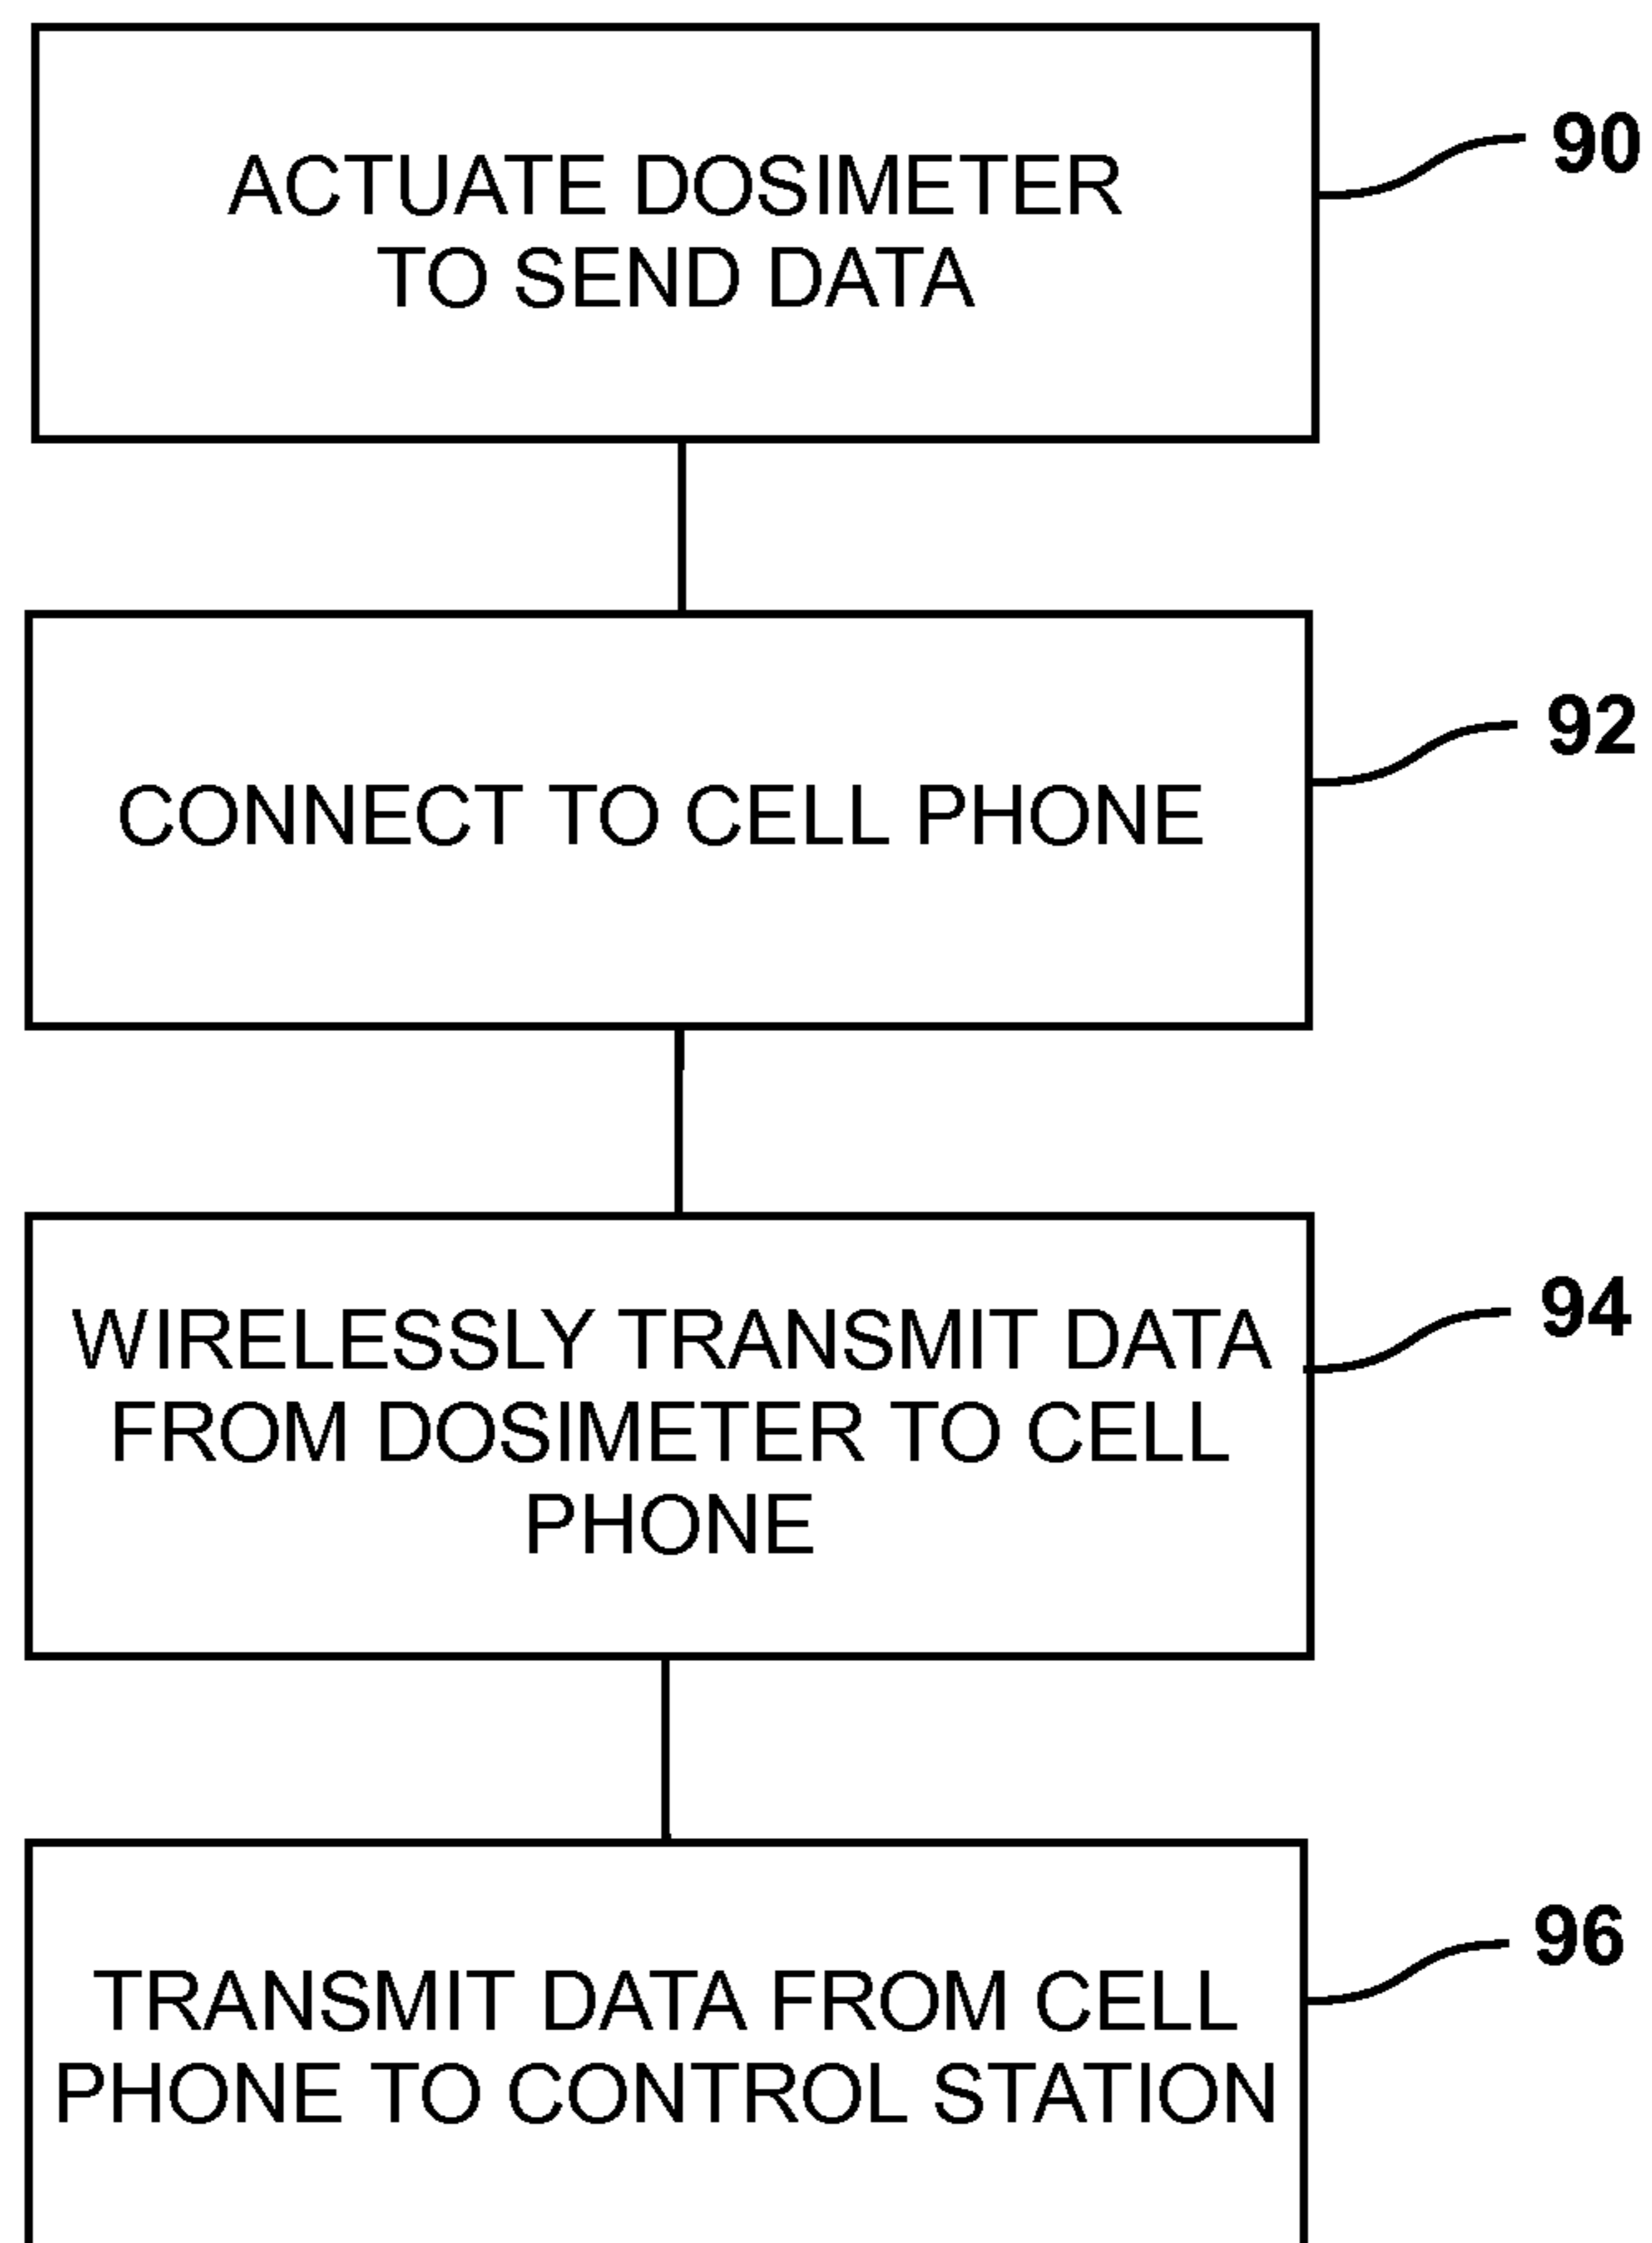 ACTUATE DOSIMETER
TO SEND DATA
90
CONNECT TO CELL PHONE
92
WIRELESSLY TRANSMIT DATA
FROM DOSIMETER TO CELL
PHONE
94
TRANSMIT DATA FROM CELL
PHONE TO CONTROL STATION
96